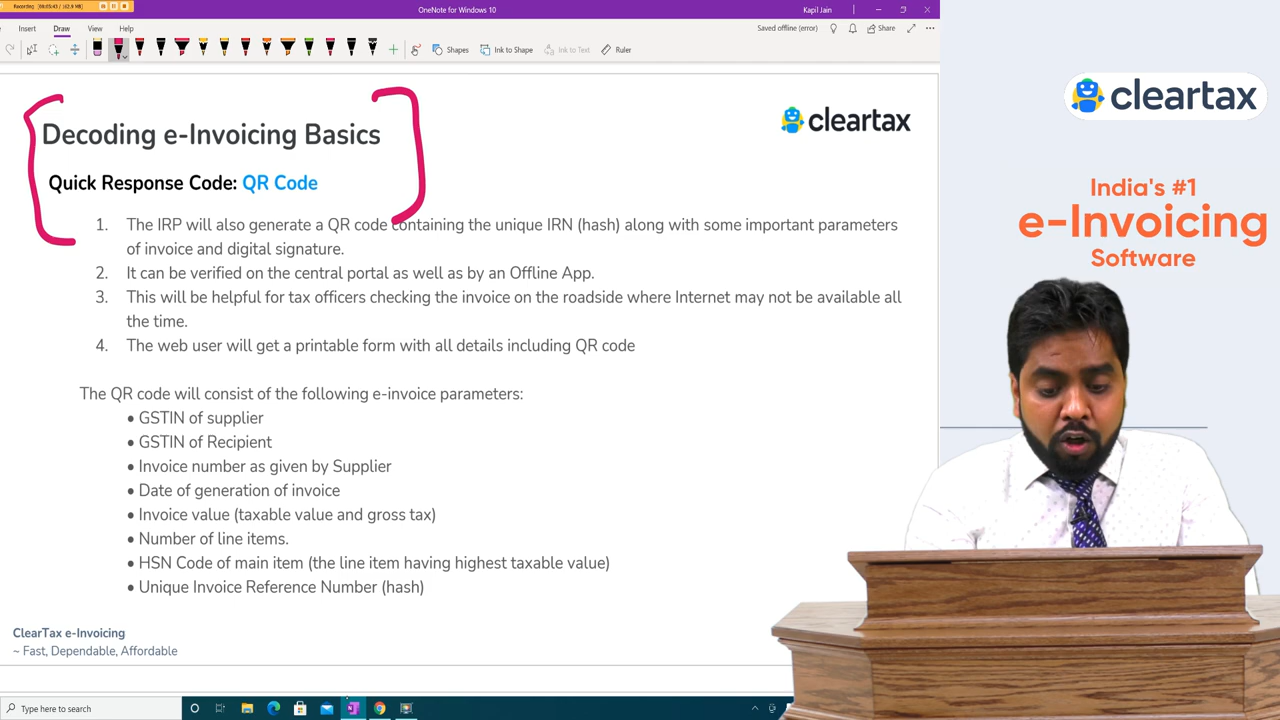 OneNote for Windows 10
Kapil Jain
Insert Draw View Help
Saved offline (error)
Share
Shapes
Ink to Shape
Ink to Text
Ruler
cleartax
Decoding e-Invoicing Basics
Quick Response Code: QR Code
1. The IRP will also generate a QR code containing the unique IRN (hash) along with some important parameters
of invoice and digital signature.
2. It can be verified on the central portal as well as by an Offline App.
3. This will be helpful for tax officers checking the invoice on the roadside where Internet may not be available all
the time.
4. The web user will get a printable form with all details including QR code
The QR code will consist of the following e-invoice parameters:
• GSTIN of supplier
• GSTIN of Recipient
• Invoice number as given by Supplier
• Date of generation of invoice
• Invoice value (taxable value and gross tax)
• Number of line items.
• HSN Code of main item (the line item having highest taxable value)
• Unique Invoice Reference Number (hash)
ClearTax e-Invoicing
~ Fast, Dependable, Affordable
Type here to search
cleartax
India's #1
e-Invoicing
Software